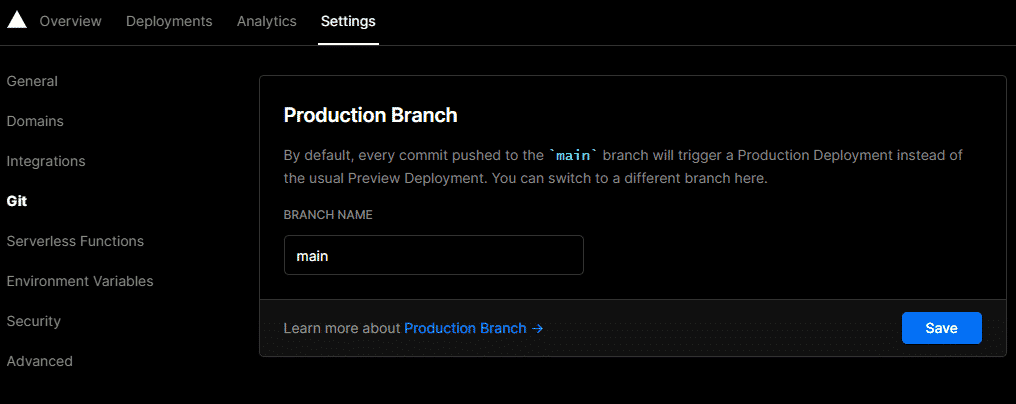 Overview Deployments Analytics Settings
General
Domains
Integrations
Git
Serverless Functions
Environment Variables
Security
Advanced
Production Branch
By default, every commit pushed to the `main` branch will trigger a Production Deployment instead of
the usual Preview Deployment. You can switch to a different branch here.
BRANCH NAME
main
Learn more about Production Branch →
Save